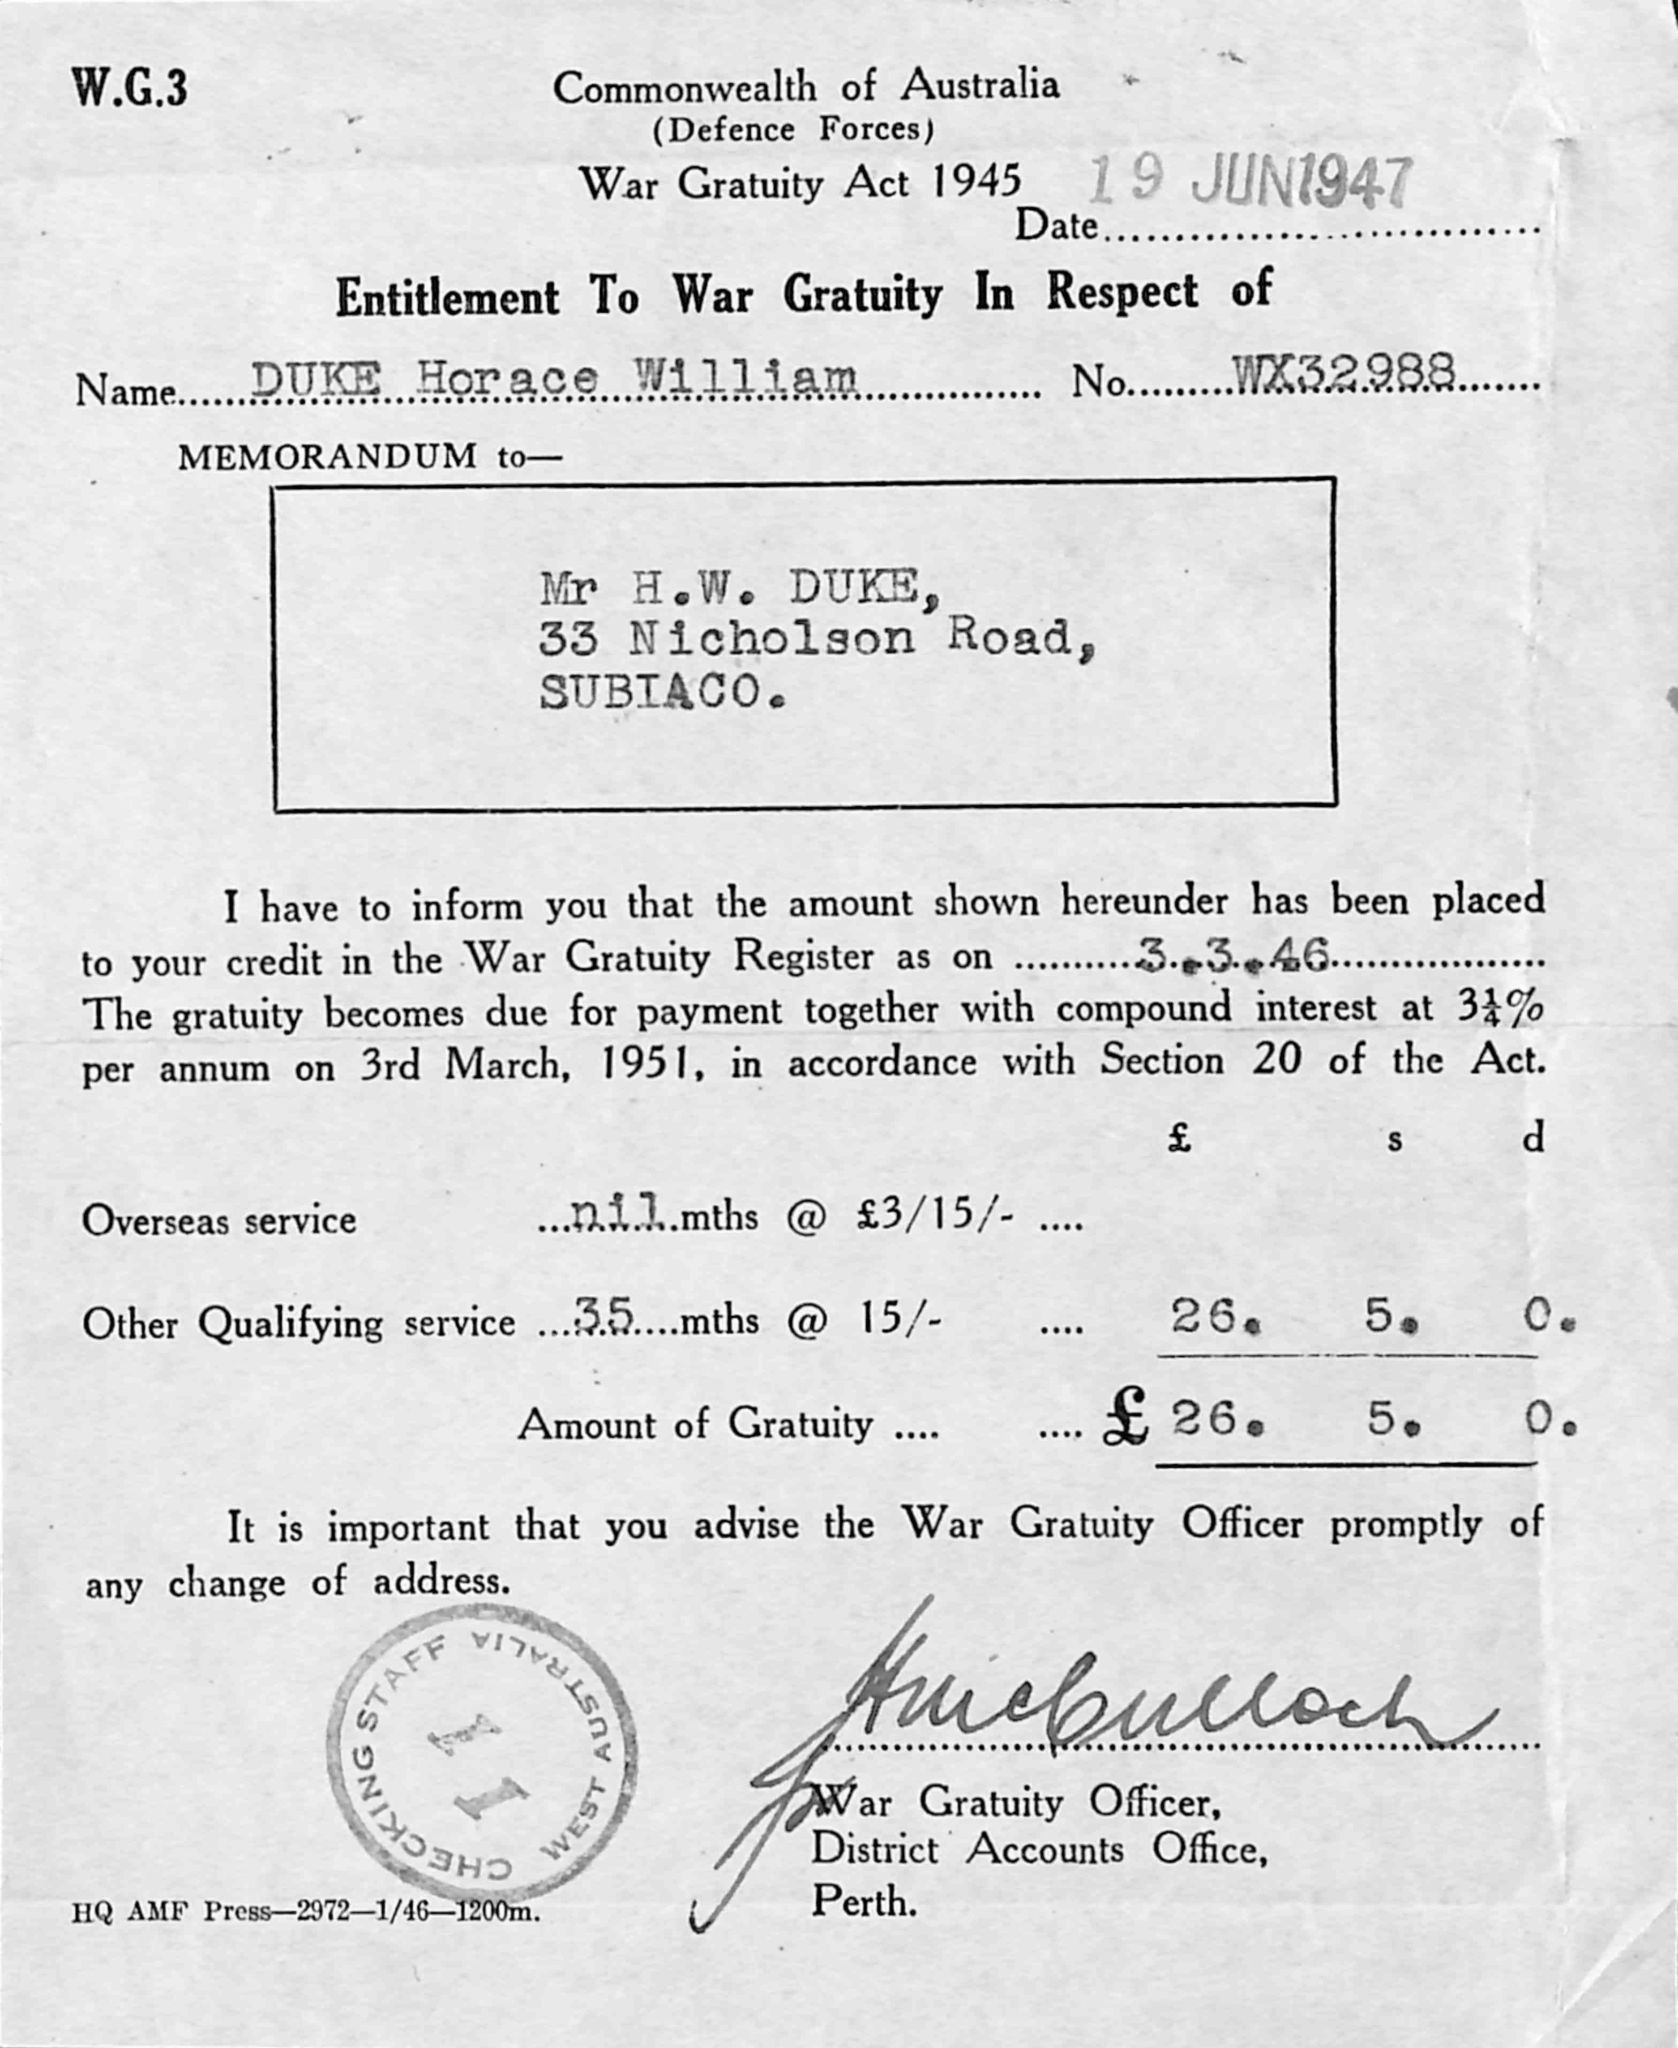 W.G.3
Commonwealth of Australia
(Defence Forces)
War Gratuity Act 1945
19 JUN 1947
Date..............................
Entitlement To War Gratuity In Respect of
Name......DUKE Horace William............ No........WX32988.......
MEMORANDUM to—
Mr H.W. DUKE,
33 Nicholson Road,
SUBIACO.
I have to inform you that the amount shown hereunder has been placed
to your credit in the War Gratuity Register as on ..........3.3.46..................
The gratuity becomes due for payment together with compound interest at 3¼%
per annum on 3rd March, 1951, in accordance with Section 20 of the Act.
£ s d
Overseas service ...nil...mths @ £3/15/- ....
Other Qualifying service ...35....mths @ 15/- .... 26. 5. 0.
Amount of Gratuity .... .... £ 26. 5. 0.
It is important that you advise the War Gratuity Officer promptly of
any change of address.
CHECKING STAFF WEST AUSTRALIA
11
McCulloch
War Gratuity Officer,
District Accounts Office,
Perth.
HQ AMF Press—2972—1/46—1200m.